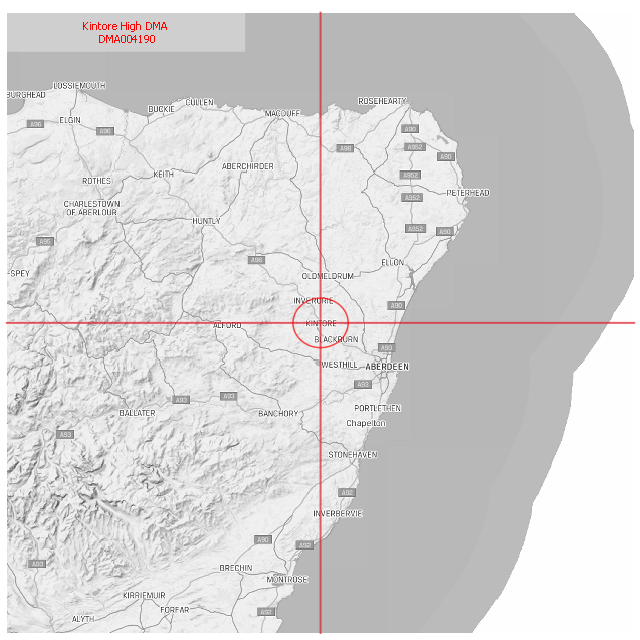 Kintore High DMA
DMA004190
LOSSIEMOUTH
BURGHEAD
CULLEN
ROSEHEARTY
BUCKIE
MACDUFF
ELGIN
A96
A96
A90
A98
A952
A90
ABERCHIRDER
KEITH
A952
ROTHES
PETERHEAD
A952
CHARLESTOWN
OF ABERLOUR
HUNTLY
A952
A90
A95
A96
ELLON
-SPEY
OLDMELDRUM
INVERURIE
A90
KINTORE
ALFORD
BLACKBURN
A90
WESTHILL
ABERDEEN
A93
A93
A93
BALLATER
BANCHORY
PORTLETHEN
Chapelton
A93
STONEHAVEN
A92
INVERBERVIE
A90
A92
A93
BRECHIN
MONTROSE
KIRRIEMUIR
FORFAR
A92
ALYTH